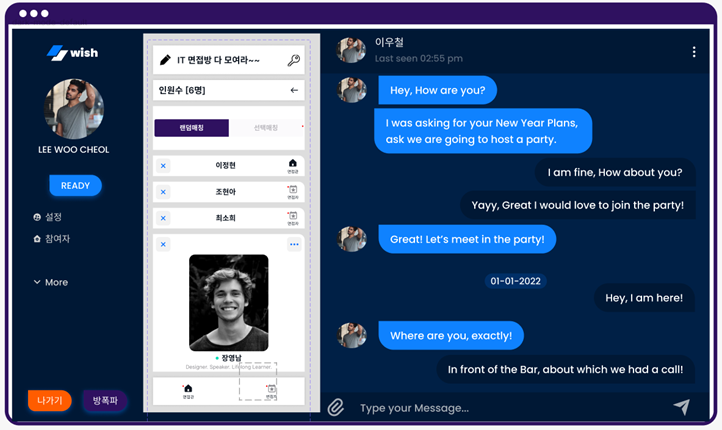 wish
LEE WOO CHEOL
READY
설정
참여자
More
나가기
방폭파
IT 면접방 다 모여라~~
인원수 [6명]
랜덤매칭
선택매칭
이정현
면접관
조현아
면접자
최소희
면접자
장영남
Designer. Speaker. Lifelong Learner.
면접관
면접자
이우철
Last seen 02:55 pm
Hey, How are you?
I was asking for your New Year Plans,
ask we are going to host a party.
I am fine, How about you?
Yayy, Great I would love to join the party!
Great! Let's meet in the party!
01-01-2022
Hey, I am here!
Where are you, exactly!
In front of the Bar, about which we had a call!
Type your Message...